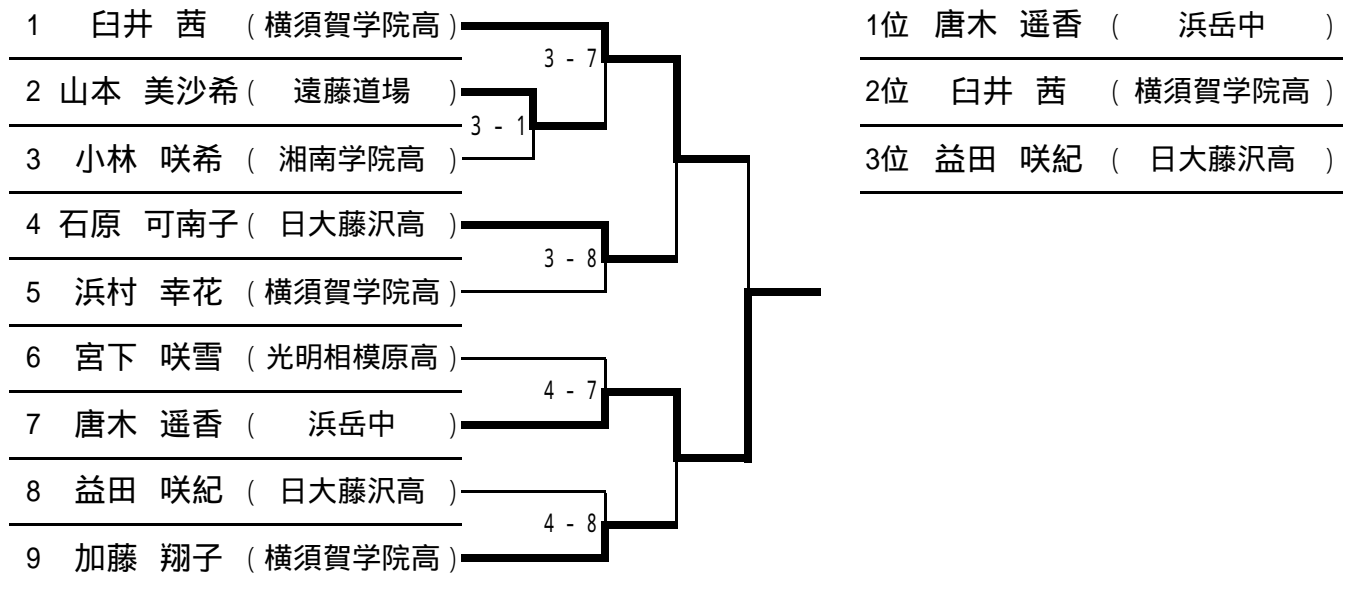 1 臼井 茜 ( 横須賀学院高 ) 1位 唐木 遥香 ( 浜岳中 )
3 - 7
2 山本 美沙希 ( 遠藤道場 ) 2位 臼井 茜 ( 横須賀学院高 )
3 - 1
3 小林 咲希 ( 湘南学院高 ) 3位 益田 咲紀 ( 日大藤沢高 )
4 石原 可南子 ( 日大藤沢高 )
3 - 8
5 浜村 幸花 ( 横須賀学院高 )
6 宮下 咲雪 ( 光明相模原高 )
4 - 7
7 唐木 遥香 ( 浜岳中 )
8 益田 咲紀 ( 日大藤沢高 )
4 - 8
9 加藤 翔子 ( 横須賀学院高 )